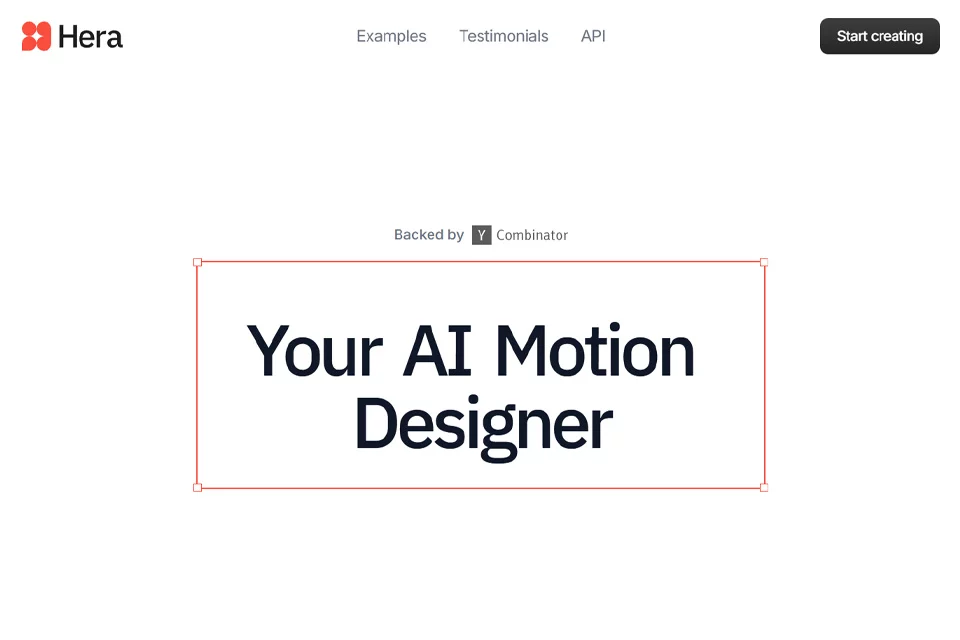 Hera
Examples Testimonials API
Start creating
Backed by Y Combinator
Your AI Motion
Designer